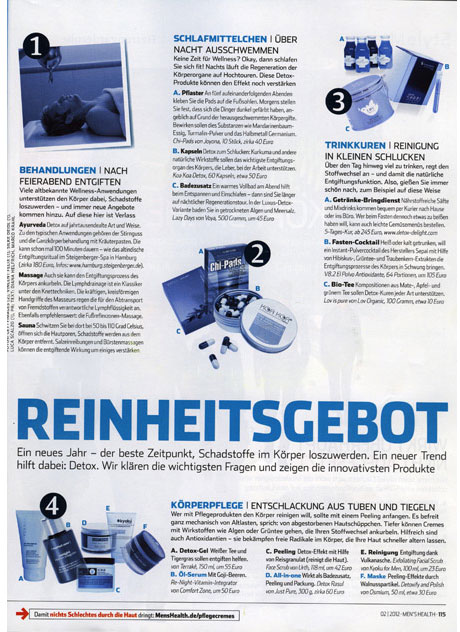 1
BEHANDLUNGEN | NACH
FEIERABEND ENTGIFTEN
Viele altbekannte Wellness-Anwendungen
unterstützen den Körper dabei, Schadstoffe
loszuwerden – und immer neue Angebote
kommen hinzu. Auf diese hier ist Verlass
Ayurveda Detox auf jahrtausendealte Art und Weise.
Zu den typischen Anwendungen gehören der Stirnguss
und die Ganzkörperbehandlung mit Kräuterpasten. Die
kann schon mal 100 Minuten dauern – wie das altindische
Entgiftungsritual im Steigenberger-Spa in Hamburg
(zirka 180 Euro, Infos: www.hamburg.steigenberger.de).
Massage Auch sie kann den Entgiftungsprozess des
Körpers ankurbeln. Die Lymphdrainage ist ein Klassiker
unter den Knettechniken. Die kräftigen, kreisförmigen
Handgriffe des Masseurs regen die für den Abtransport
von Fremdstoffen verantwortliche Lymphflüssigkeit an.
Ebenfalls empfehlenswert: die Fußreflexzonen-Massage.
Sauna Schwitzen Sie bei dort bei 50 bis 110 Grad Celsius,
öffnen sich die Hautporen, Schadstoffe werden aus dem
Körper entfernt. Salzeinreibungen und Bürstenmassagen
können die entgiftende Wirkung um einiges verstärken.
SCHLAFMITTELCHEN | ÜBER
NACHT AUSSCHWEMMEN
Keine Zeit für Wellness? Okay, dann schlafen
Sie sich fit! Nachts läuft die Regeneration der
Körperorgane auf Hochtouren. Diese Detox-
Produkte können den Effekt noch verstärken
A. Pflaster An fünf aufeinanderfolgenden Abenden
kleben Sie die Pads auf die Fußsohlen. Morgens stellen
Sie fest, dass sich die Dinger dunkel gefärbt haben, an-
geblich auf Grund der herausgeschwemmten Körpergifte.
Bewirken sollen dies Substanzen wie Mandarinenbaum-
Essig, Turmalin-Pulver und das Halbmetall Germanium.
Chi-Pads von Joyona, 10 Stück, zirka 40 Euro
B. Kapseln Detox zum Schlucken: Kurkuma und andere
natürliche Wirkstoffe sollen das wichtigste Entgiftungs-
organ des Körpers, die Leber, bei der Arbeit unterstützen.
Koa Koa Detox, 60 Kapseln, etwa 50 Euro
C. Badezusatz Ein warmes Vollbad am Abend hilft
beim Entspannen und Einschlafen – dann sind Sie länger
auf nächtlicher Regenerationstour. In der Luxus-Detox-
Variante baden Sie in getrockneten Algen und Meersalz.
Lazy Days von Voya, 500 Gramm, um 45 Euro
2
A
B
C
Chi-Pads
A
B
C
3
TRINKKUREN | REINIGUNG
IN KLEINEN SCHLUCKEN
Über den Tag hinweg viel zu trinken, regt den
Stoffwechsel an – und damit die natürliche
Entgiftungsfunktion. Also, gießen Sie sie immer
schön nach, zum Beispiel auf diese Weise
A. Getränke-Bringdienst Nährstoffreiche Säfte
und Mixdrinks kommen bequem per Kurier nach Hause
oder ins Büro. Wer beim Fasten dennoch etwas zu beißen
haben will, kann auch leichte Gemüsemenüs bestellen.
5-Tages-Kur, ab 245 Euro, www.detox-delight.com
B. Fasten-Cocktail Heiß oder kalt getrunken, will
ein Instant-Pulvercocktail des Herstellers Sepai mit Hilfe
von Hibiskus-, Grüntee- und Trauben-Extrakten die
Entgiftungsprozesse des Körpers in Schwung bringen.
C. Bio-Tee Kompositionen aus Mate-, Apfel- und
grünem Tee sollen Detox-Kuren jeder Art unterstützen.
Lov is pure von Lov Organic, 100 Gramm, etwa 10 Euro
REINHEITSGEBOT
Ein neues Jahr – der beste Zeitpunkt, Schadstoffe im Körper loszuwerden. Ein neuer Trend
hilft dabei: Detox. Wir klären die wichtigsten Fragen und zeigen die innovativsten Produkte
4
A
B
C
D
E
F
KÖRPERPFLEGE | ENTSCHLACKUNG AUS TUBEN UND TIEGELN
Wer mit Pflegeprodukten den Körper reinigen will, sollte mit einem Peeling anfangen. Es befreit
ganz mechanisch von Altlasten, sprich: von abgestorbenen Hautschüppchen. Tiefer können Cremes
mit Wirkstoffen wie Algen oder Grüntee gehen, die Ihren Stoffwechsel ankurbeln. Hilfreich sind
auch Antioxidantien – sie bekämpfen freie Radikale im Körper, die Ihre Haut schneller altern lassen.
A. Detox-Gel Weißer Tee und
Tigergras sollen entgiften helfen.
von Terraké, 150 ml, um 55 Euro
B. Öl-Serum Mit Goji-Beeren.
Re-Night-Vitamin-Integrator
von Comfort Zone, um 50 Euro
C. Peeling Detox-Effekt mit Hilfe
von Reisgranulat (reinigt die Haut).
Face Scrub von Lrefh, 118 ml, um 42 Euro
D. All-in-one Wirkt als Badezusatz,
Peeling und Packung. Detox Rasul
von Just Pure, 300 g, zirka 60 Euro
E. Reinigung Entgiftung dank
Vulkanasche. Exfoliating Facial Scrub
von Kyoku for Men, 100 ml, um 23 Euro
F. Maske Peeling-Effekt durch
Walnusspartikel. Detoxify and Polish
von Osmium, 50 ml, etwa 30 Euro
Damit nichts Schlechtes durch die Haut dringt: MensHealth.de/pflegecremes
02 | 2012 · MEN'S HEALTH · 115